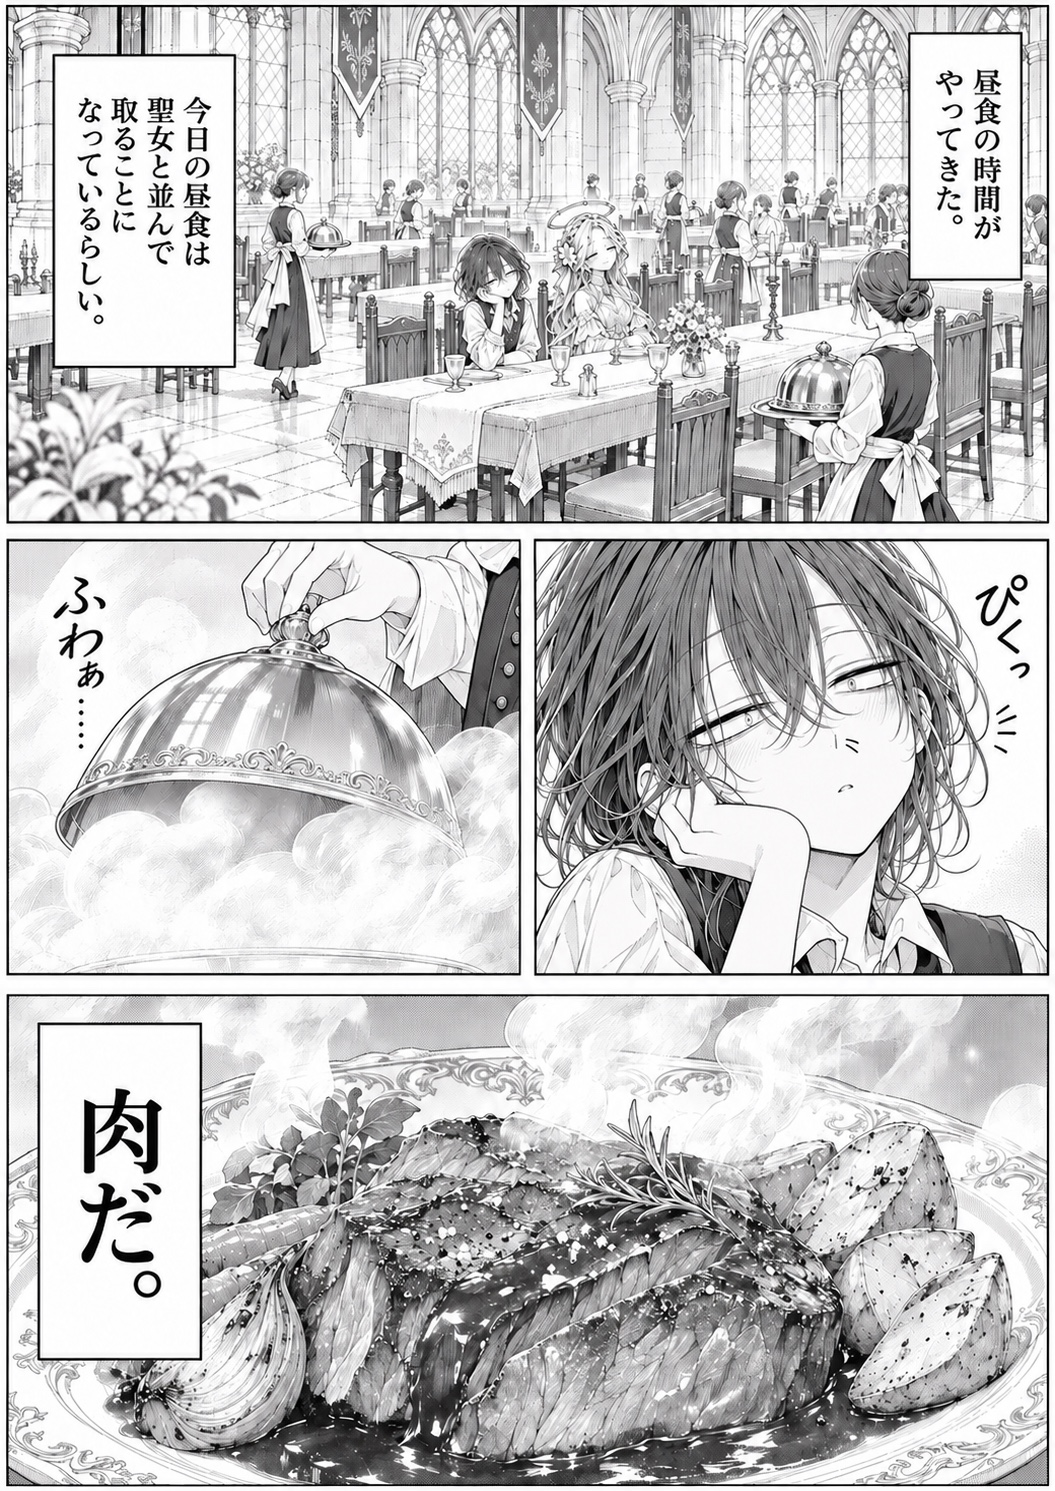 昼食の時間が
やってきた。
今日の昼食は
聖女と並んで
取ることに
なっているらしい。
ぴくっ
ふわぁ……
肉だ。